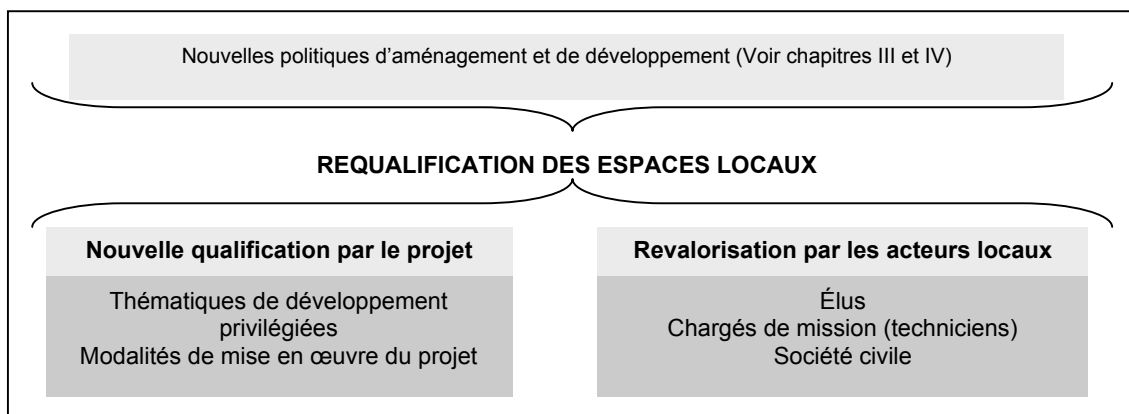 Nouvelles politiques d’aménagement et de développement (Voir chapitres III et IV)
REQUALIFICATION DES ESPACES LOCAUX
Nouvelle qualification par le projet
Thématiques de développement
privilégiées
Modalités de mise en œuvre du projet
Revalorisation par les acteurs locaux
Élus
Chargés de mission (techniciens)
Société civile